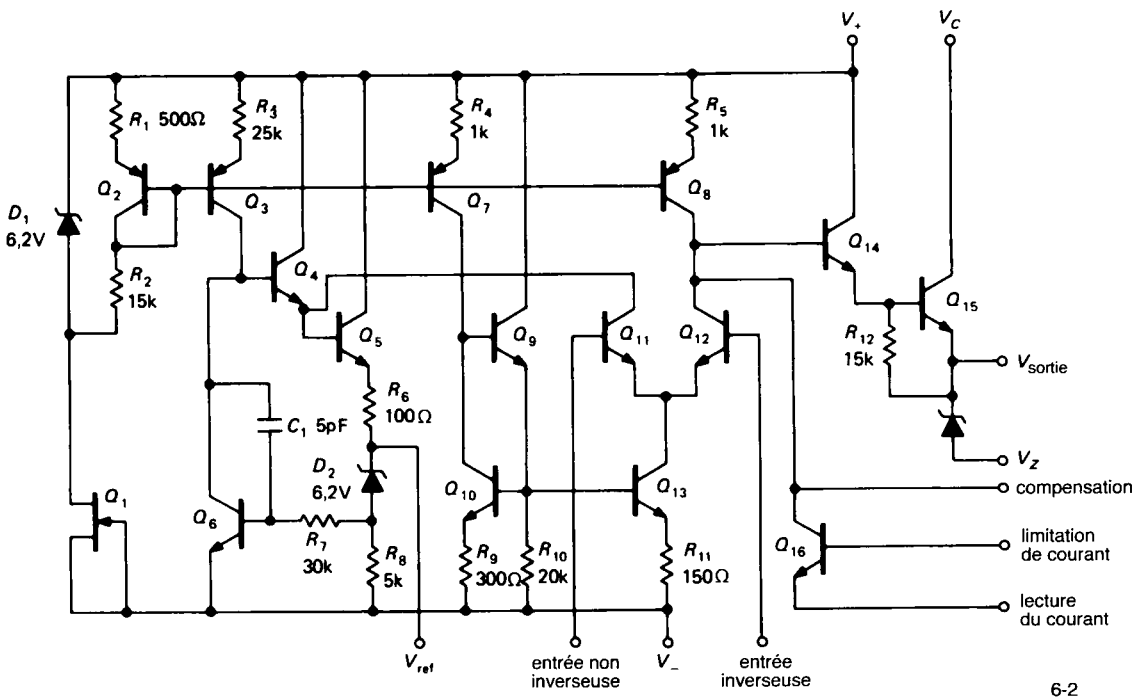 V+
VC
R1 500Ω
R3
25k
R4
1k
R5
1k
Q2
Q3
Q7
Q8
D1
6,2V
R2
15k
Q4
Q14
Q5
Q9
Q11
Q12
Q15
R12
15k
Vsortie
R6
100Ω
C1 5pF
D2
6,2V
VZ
compensation
Q1
Q6
Q10
Q13
Q16
limitation
de courant
R7
30k
R8
5k
R9
300Ω
R10
20k
R11
150Ω
lecture
du courant
Vref
entrée non
inverseuse
V−
entrée
inverseuse
6-2